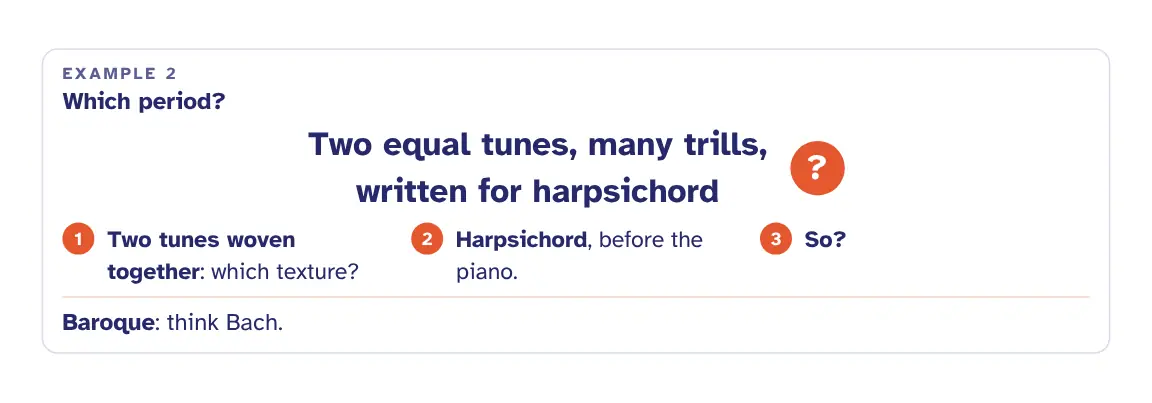 EXAMPLE 2
Which period?
Two equal tunes, many trills,
written for harpsichord
?
1 Two tunes woven
together: which texture?
2 Harpsichord, before the
piano.
3 So?
Baroque: think Bach.